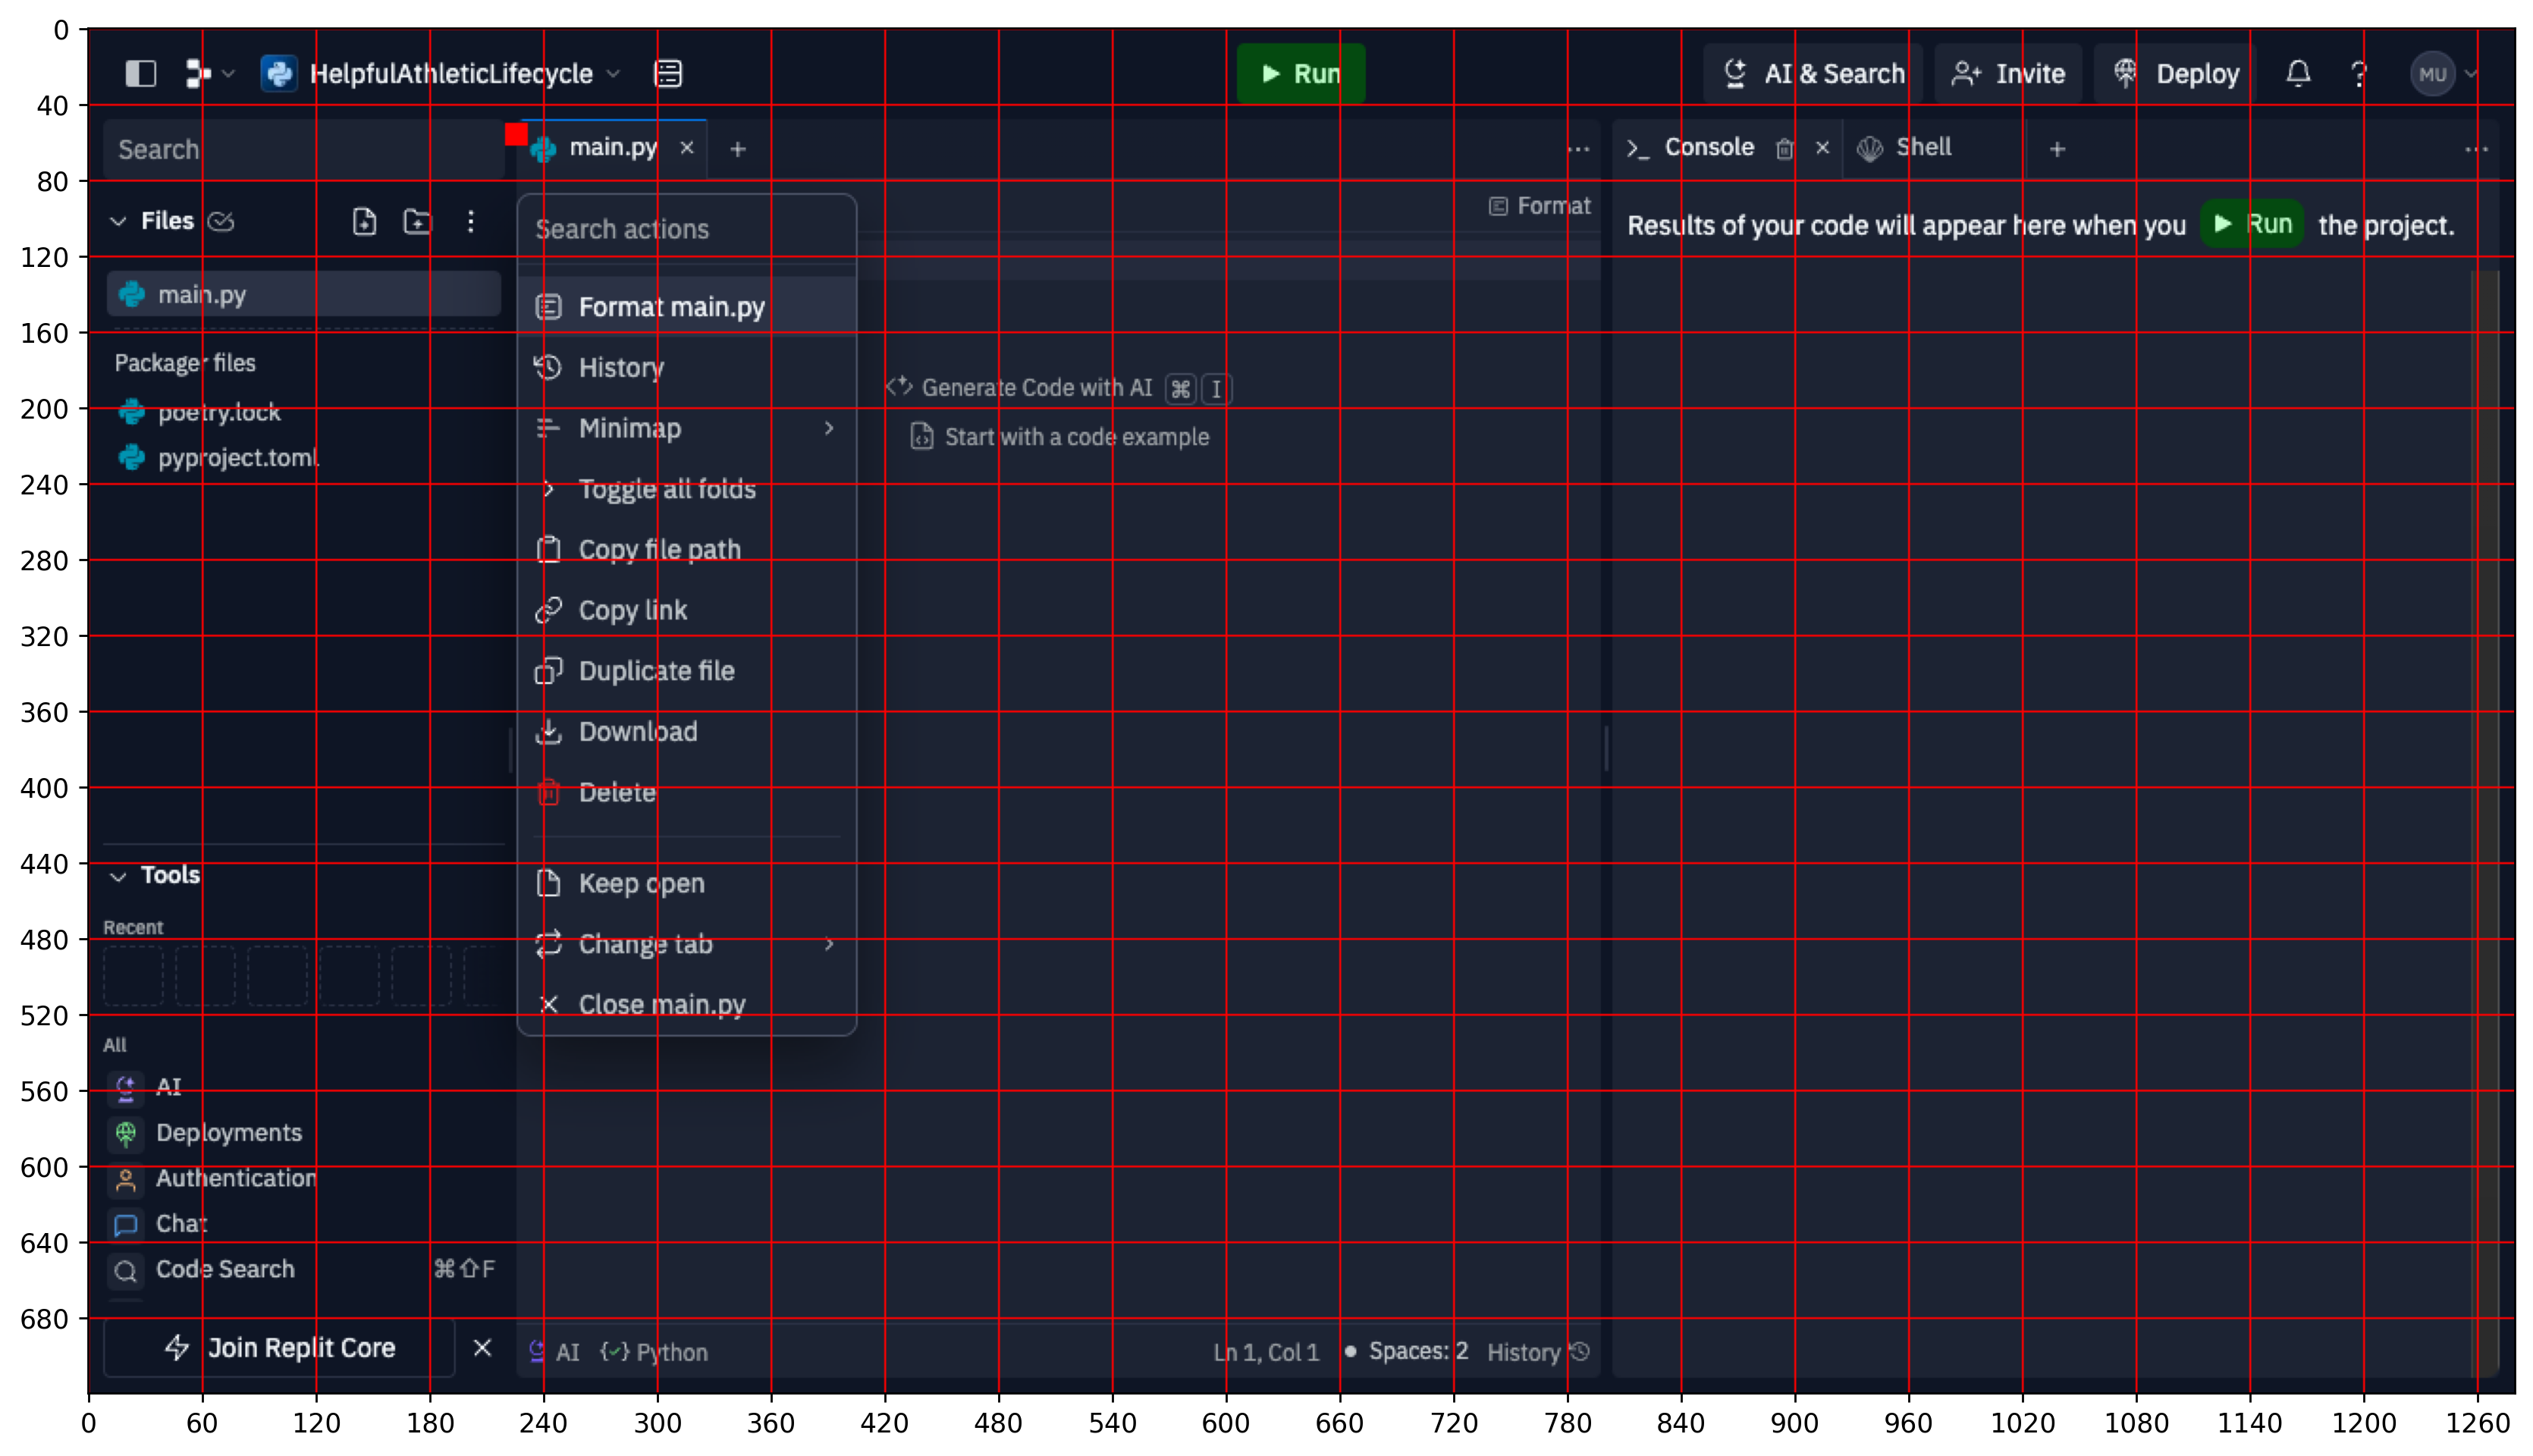 HelpfulAthleticLifecycle
Run
AI & Search
Invite
Deploy
?
MU
Search
main.py
Console
Shell
Files
Search actions
Format
Results of your code will appear here when you Run the project.
main.py
Packager files
poetry.lock
pyproject.toml
Format main.py
History
Minimap
Toggle all folds
Copy file path
Copy link
Duplicate file
Download
Delete
Keep open
Change tab
Close main.py
Generate Code with AI ⌘ I
Start with a code example
Tools
Recent
All
AI
Deployments
Authentication
Chat
Code Search ⌘⇧F
Join Replit Core
AI
Python
Ln 1, Col 1
Spaces: 2
History
0
40
80
120
160
200
240
280
320
360
400
440
480
520
560
600
640
680
0 60 120 180 240 300 360 420 480 540 600 660 720 780 840 900 960 1020 1080 1140 1200 1260